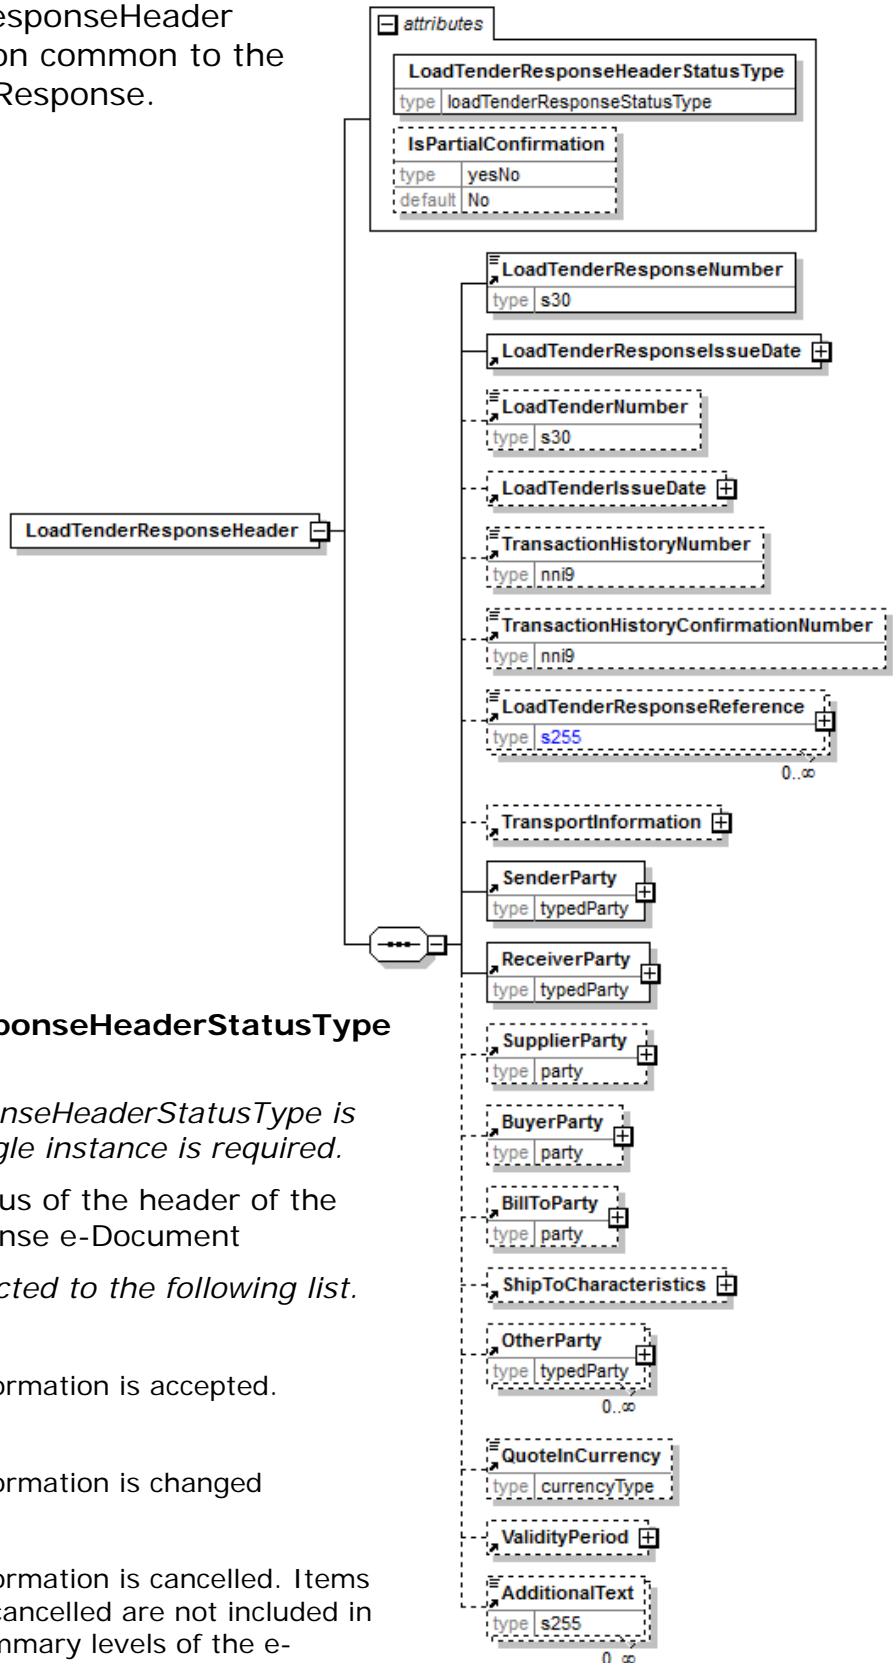 esponseHeader
on common to the
Response.
attributes
LoadTenderResponseHeaderStatusType
type loadTenderResponseStatusType
IsPartialConfirmation
type yesNo
default No
LoadTenderResponseNumber
type s30
LoadTenderResponseIssueDate
LoadTenderNumber
type s30
LoadTenderIssueDate
LoadTenderResponseHeader
TransactionHistoryNumber
type nni9
TransactionHistoryConfirmationNumber
type nni9
LoadTenderResponseReference
type s255
0..∞
TransportInformation
SenderParty
type typedParty
ReceiverParty
type typedParty
SupplierParty
type party
BuyerParty
type party
BillToParty
type party
ShipToCharacteristics
OtherParty
type typedParty
0..∞
QuoteInCurrency
type currencyType
ValidityPeriod
AdditionalText
type s255
0..∞
ponseHeaderStatusType
onseHeaderStatusType is
gle instance is required.
us of the header of the
nse e-Document
cted to the following list.
ormation is accepted.
ormation is changed
ormation is cancelled. Items
cancelled are not included in
mmary levels of the e-